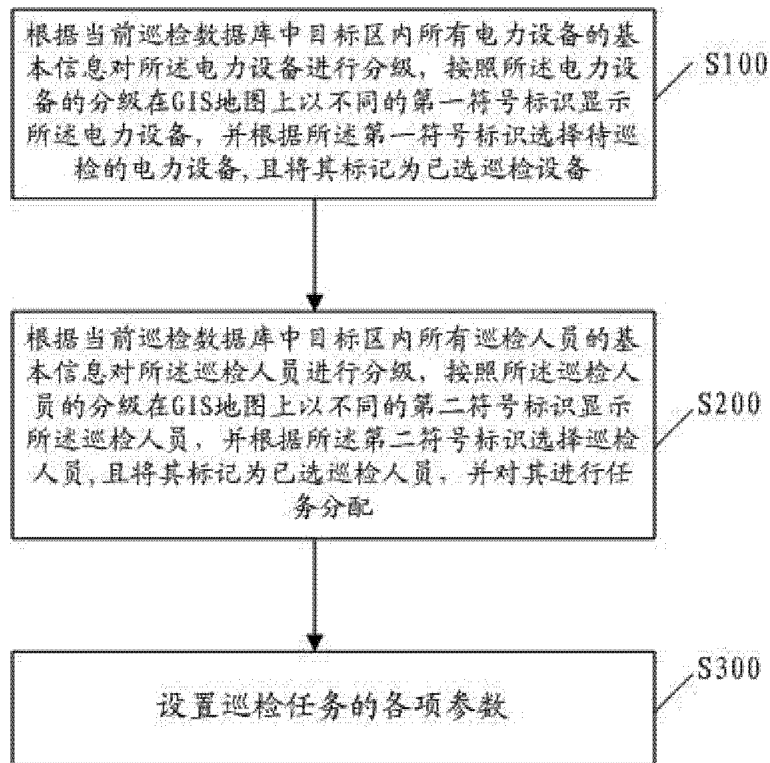 根据当前巡检数据库中目标区内所有电力设备的基
本信息对所述电力设备进行分级，按照所述电力设
备的分级在GIS地图上以不同的第一符号标识显示
所述电力设备，并根据所述第一符号标识选择待巡
检的电力设备,且将其标记为已选巡检设备
S100
根据当前巡检数据库中目标区内所有巡检人员的基
本信息对所述巡检人员进行分级，按照所述巡检人
员的分级在GIS地图上以不同的第二符号标识显示
所述巡检人员，并根据所述第二符号标识选择巡检
人员,且将其标记为已选巡检人员，并对其进行任
务分配
S200
设置巡检任务的各项参数
S300